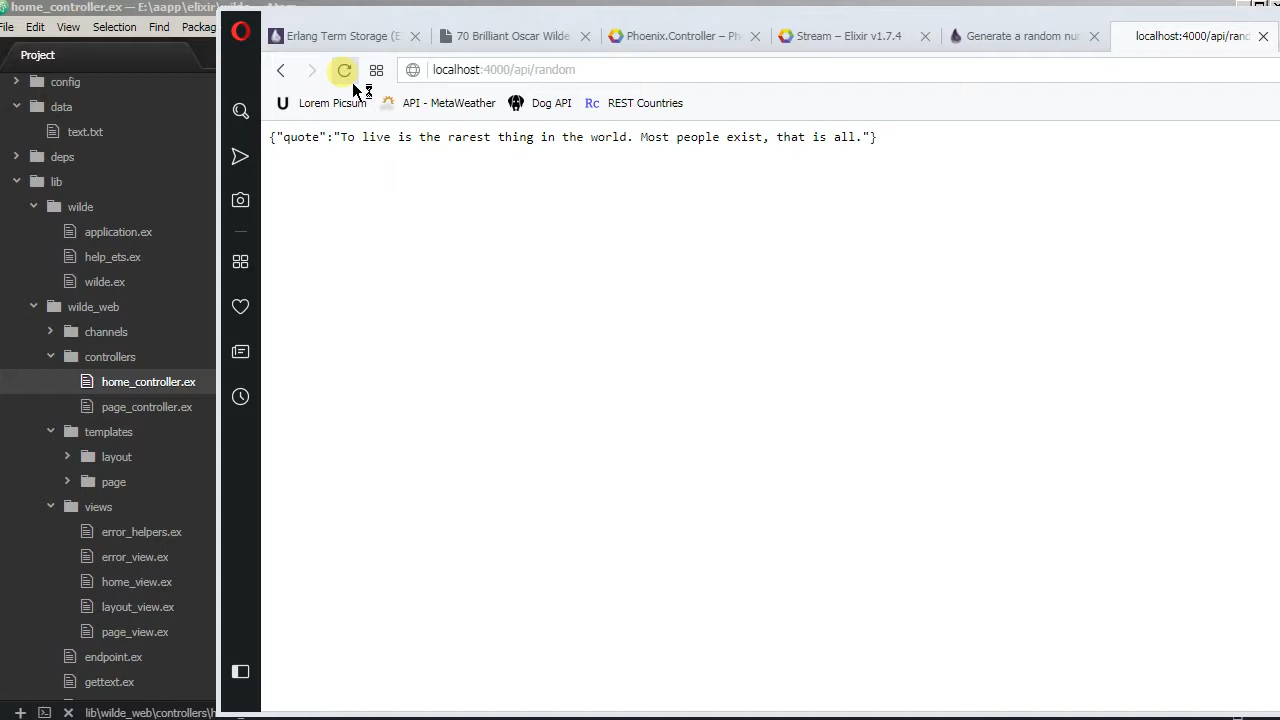 home_controller.ex — E:\aapp\elixir\wilde — Atom
File Edit View Selection Find Packag
Project
config
data
text.txt
deps
lib
wilde
application.ex
help_ets.ex
wilde.ex
wilde_web
channels
controllers
home_controller.ex
page_controller.ex
templates
layout
page
views
error_helpers.ex
error_view.ex
home_view.ex
layout_view.ex
page_view.ex
endpoint.ex
gettext.ex
lib\wilde_web\controllers\h
Erlang Term Storage (E
70 Brilliant Oscar Wilde
Phoenix.Controller – Ph
Stream – Elixir v1.7.4
Generate a random nu
localhost:4000/api/rand
localhost:4000/api/random
U Lorem Picsum
API - MetaWeather
Dog API
Rc REST Countries
{"quote":"To live is the rarest thing in the world. Most people exist, that is all."}